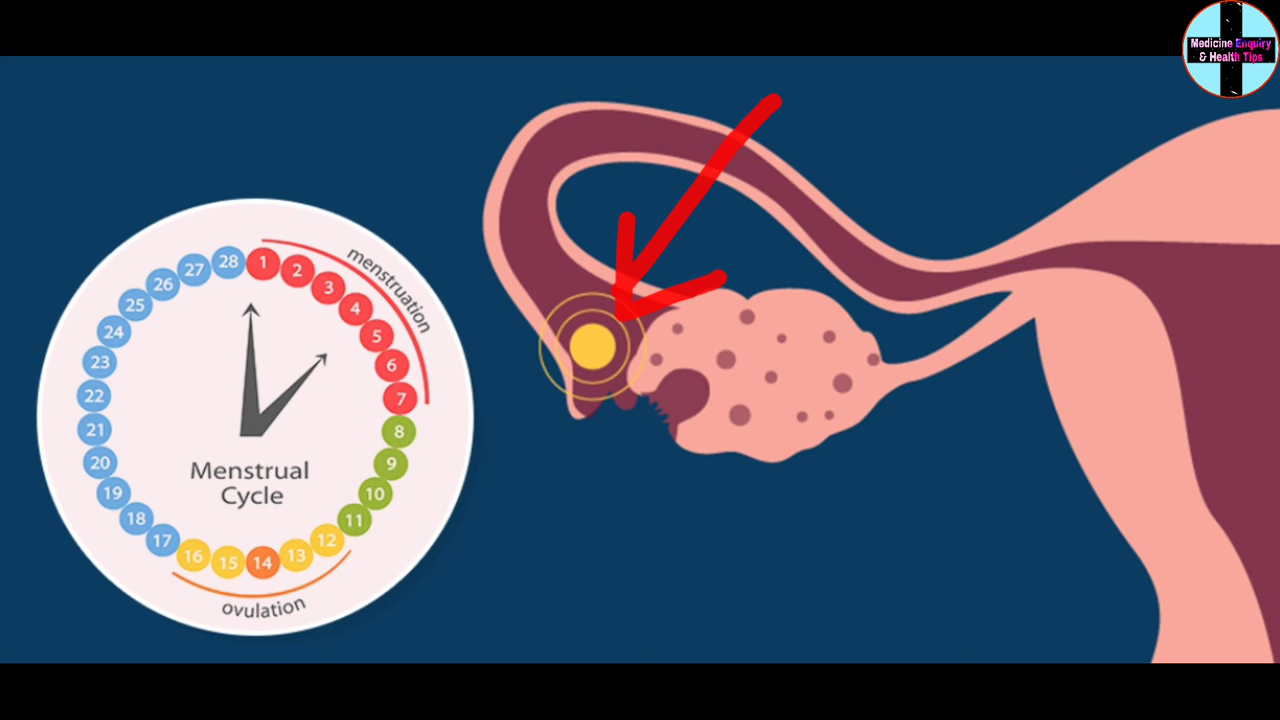 Medicine Enquiry
& Health Tips
menstruation
28 1 2 3 4 5 6 7 8 9 10 11 12 13 14 15 16 17 18 19 20 21 22 23 24 25 26 27
Menstrual
Cycle
ovulation